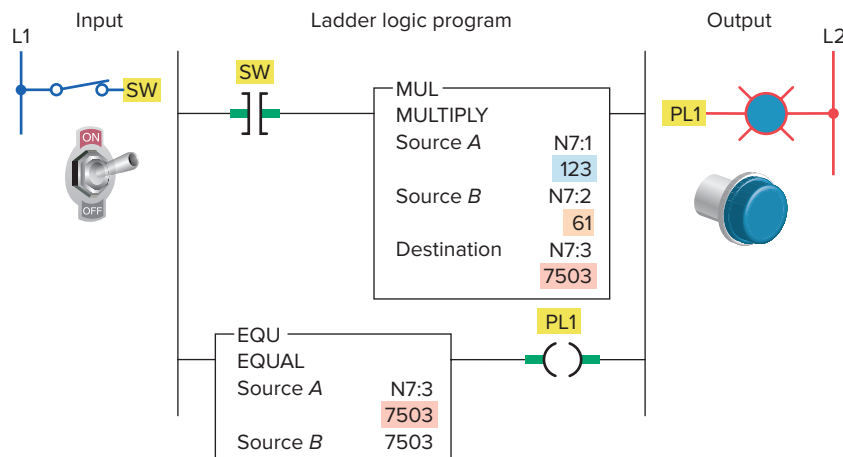 Input Ladder logic program Output
L1 L2
SW
SW
ON
OFF
MUL
MULTIPLY
Source A N7:1
123
Source B N7:2
61
Destination N7:3
7503
PL1
PL1
EQU
EQUAL
Source A N7:3
7503
Source B 7503